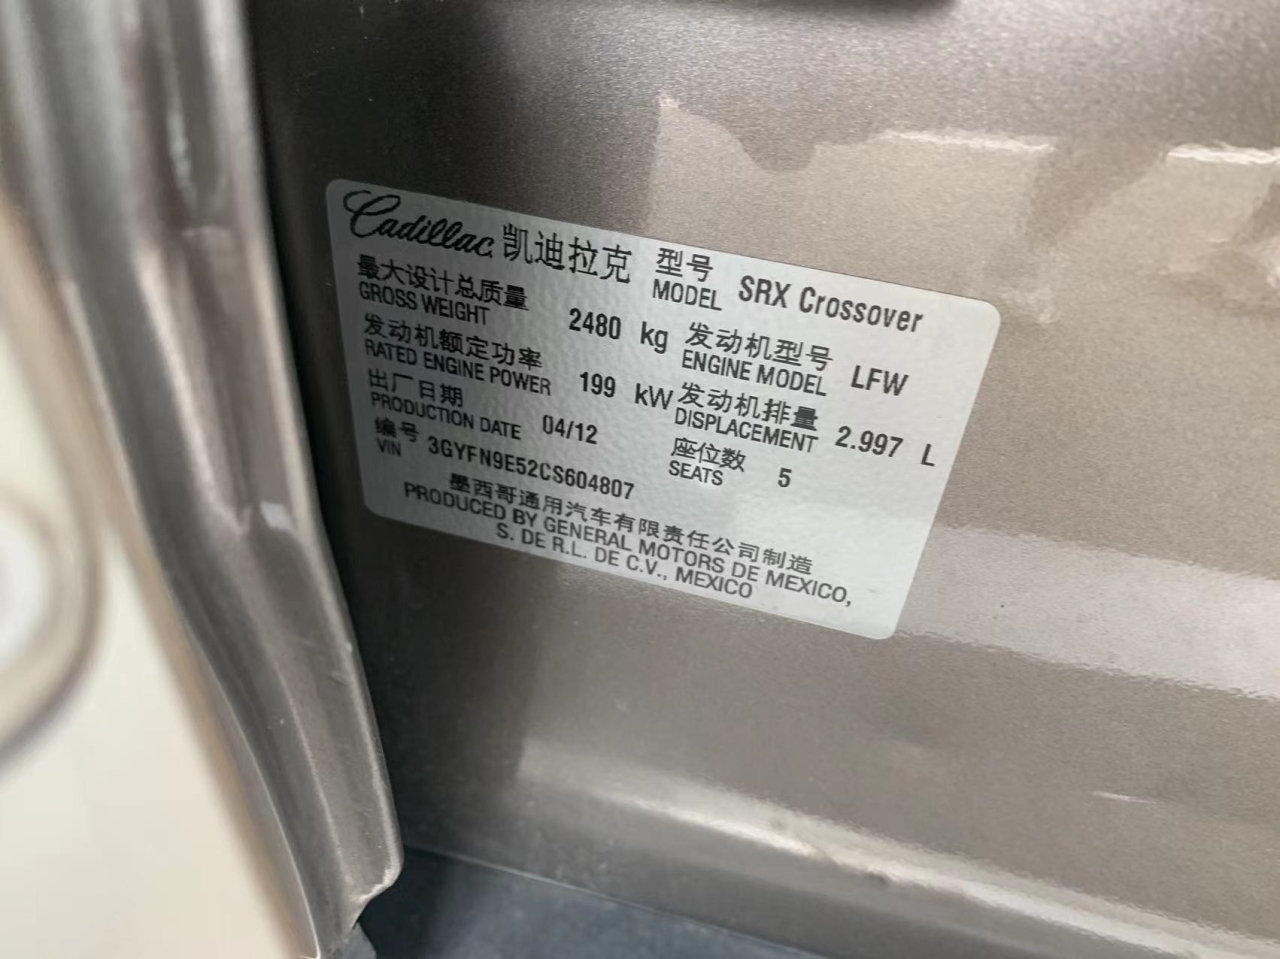 Cadillac 凯迪拉克 型号 SRX Crossover
MODEL
最大设计总质量 2480 kg 发动机型号 LFW
GROSS WEIGHT ENGINE MODEL
发动机额定功率 199 kW 发动机排量 2.997 L
RATED ENGINE POWER DISPLACEMENT
出厂日期 04/12 座位数 5
PRODUCTION DATE SEATS
编号 3GYFN9E52CS604807
VIN
墨西哥通用汽车有限责任公司制造
PRODUCED BY GENERAL MOTORS DE MEXICO,
S. DE R.L. DE C.V., MEXICO